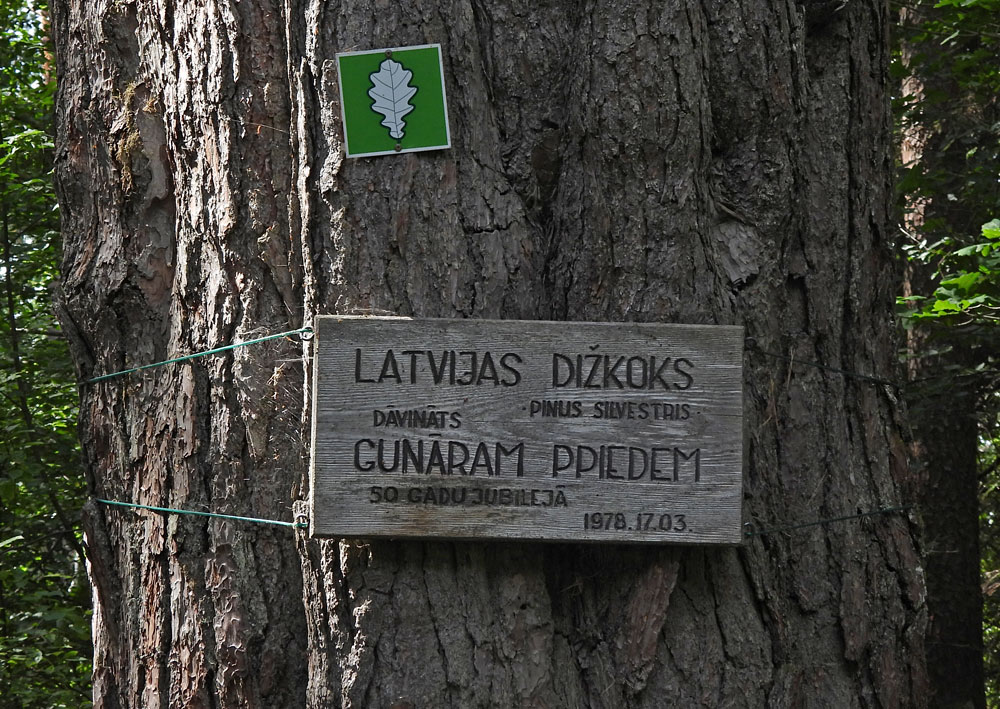 LATVIJAS DIŽKOKS
DĀVINĀTS · PINUS SILVESTRIS ·
GUNĀRAM PPIEDEM
50 GADU JUBILEJĀ
1978.17.03.